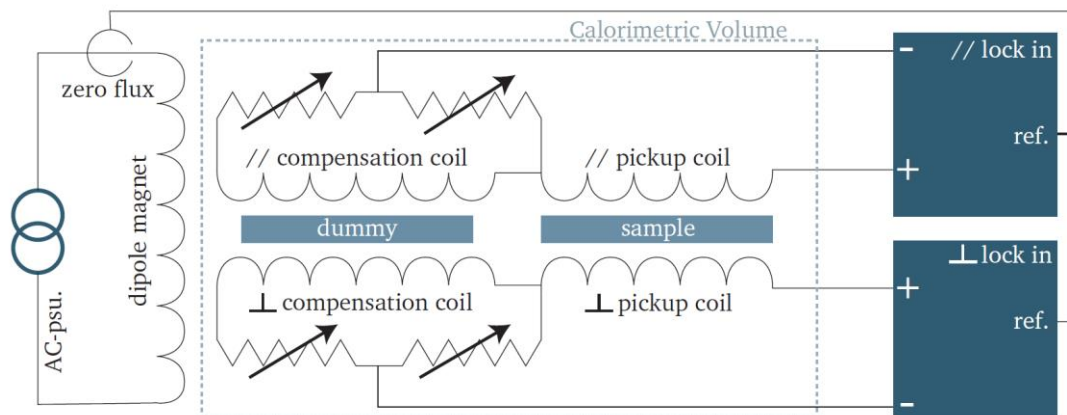 Calorimetric Volume
zero flux
dipole magnet
AC-psu.
// compensation coil
// pickup coil
dummy
sample
⊥ compensation coil
⊥ pickup coil
-
// lock in
ref.
+
⊥ lock in
+
ref.
-